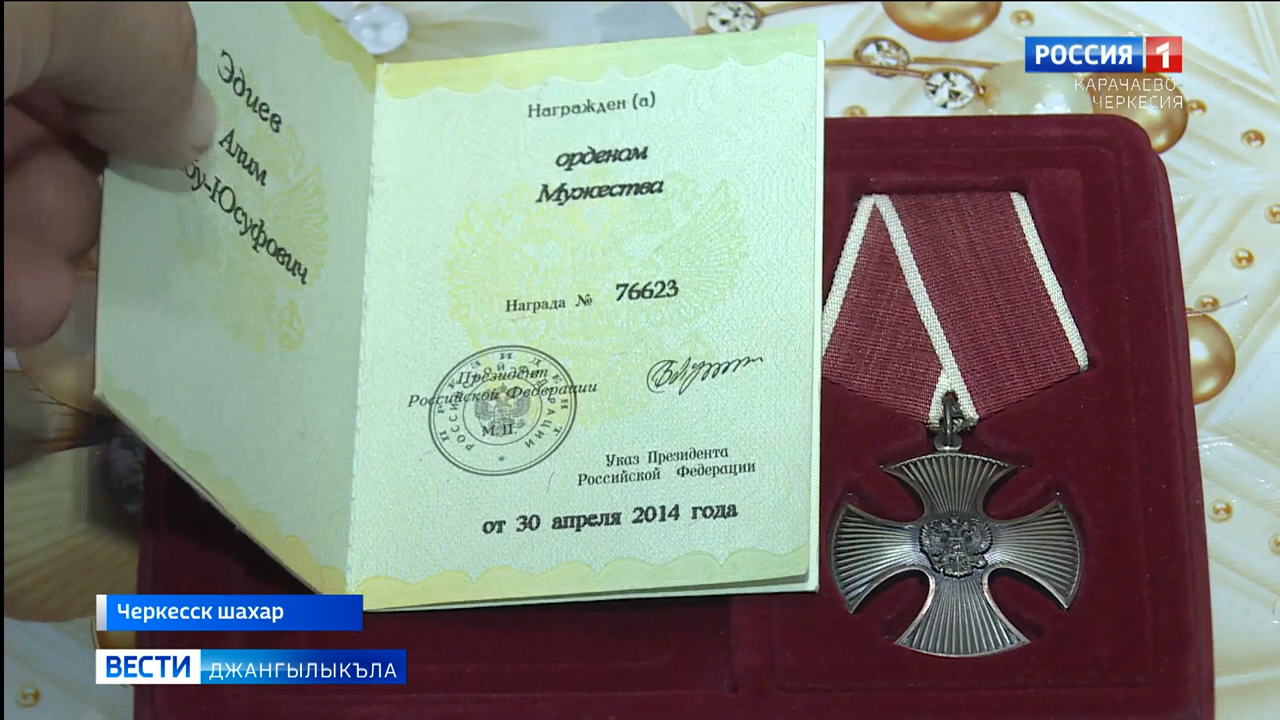 РОССИЯ 1
КАРАЧАЕВО-
ЧЕРКЕСИЯ
Эдиев
Алим
Награжден (а)
орденом
Мужества
Награда № 76623
Президент
Российской Федерации
М.П.
Указ Президента
Российской Федерации
от 30 апреля 2014 года
Черкесск шахар
ВЕСТИ ДЖАНГЫЛЫКЪЛА